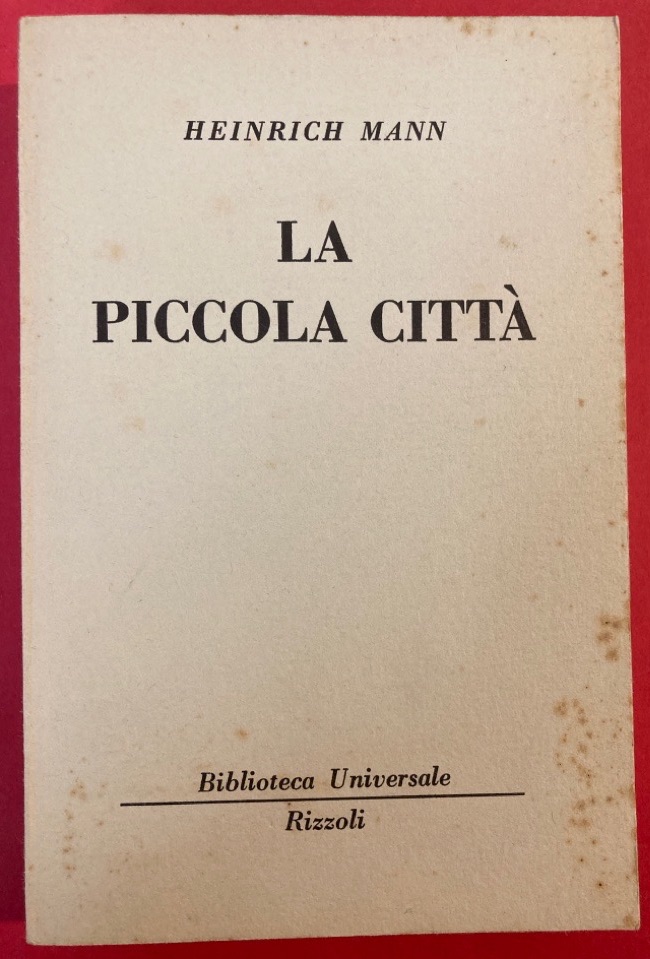 HEINRICH MANN
LA
PICCOLA CITTÀ
Biblioteca Universale
Rizzoli